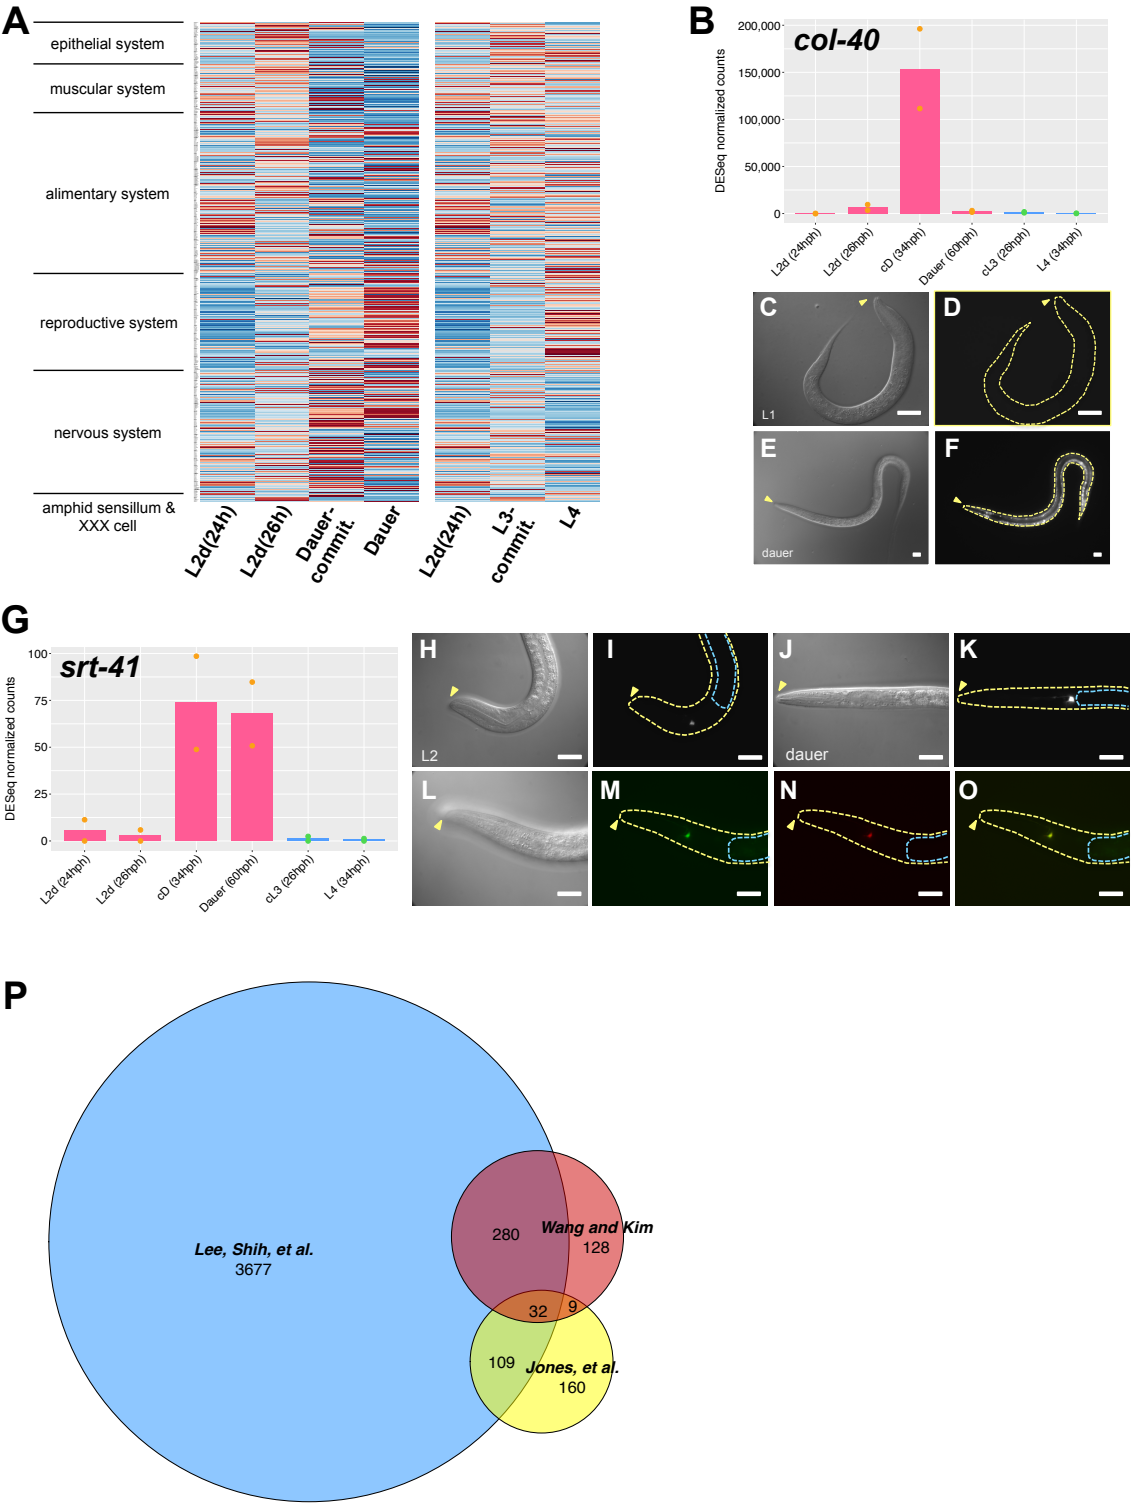 A
epithelial system
muscular system
alimentary system
reproductive system
nervous system
amphid sensillum &
XXX cell
L2d(24h)
L2d(26h)
Dauer-
commit.
Dauer
L2d(24h)
L3-
commit.
L4
B
col-40
DESeq normalized counts
200,000
150,000
100,000
50,000
0
L2d (24hph)
L2d (26hph)
cD (34hph)
Dauer (60hph)
cL3 (26hph)
L4 (34hph)
C
L1
D
E
dauer
F
G
srt-41
DESeq normalized counts
100
75
50
25
0
L2d (24hph)
L2d (26hph)
cD (34hph)
Dauer (60hph)
cL3 (26hph)
L4 (34hph)
H
L2
I
J
dauer
K
L
M
N
O
P
Lee, Shih, et al.
3677
280
Wang and Kim
128
32
9
109
Jones, et al.
160